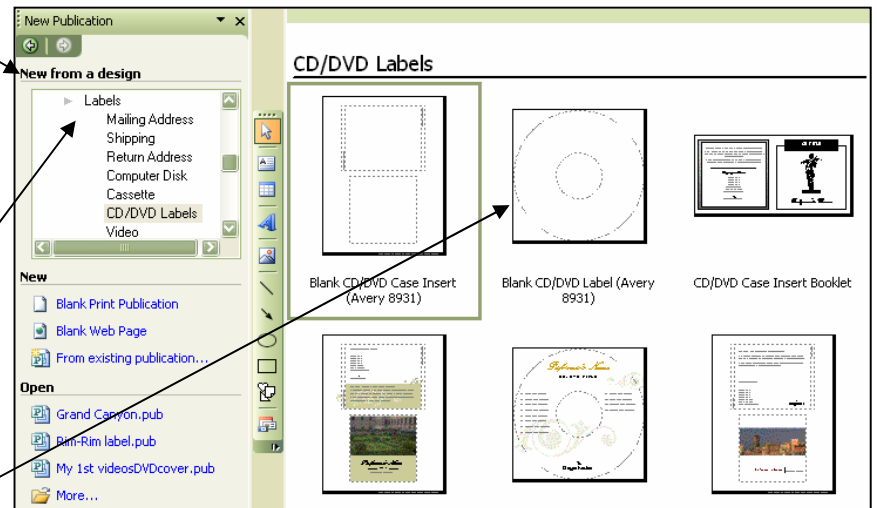 New Publication
New from a design
Labels
Mailing Address
Shipping
Return Address
Computer Disk
Cassette
CD/DVD Labels
Video
New
Blank Print Publication
Blank Web Page
From existing publication...
Open
Grand Canyon.pub
Rim-Rim label.pub
My 1st videosDVDcover.pub
More...
CD/DVD Labels
Blank CD/DVD Case Insert
(Avery 8931)
Blank CD/DVD Label (Avery
8931)
CD/DVD Case Insert Booklet
Performer's Name